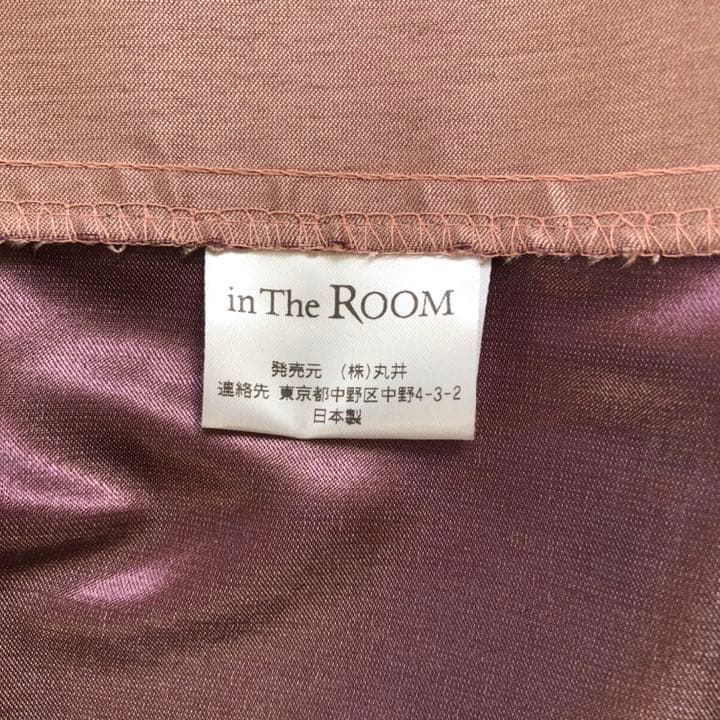 in The ROOM
発売元 (株)丸井
連絡先 東京都中野区中野4-3-2
日本製